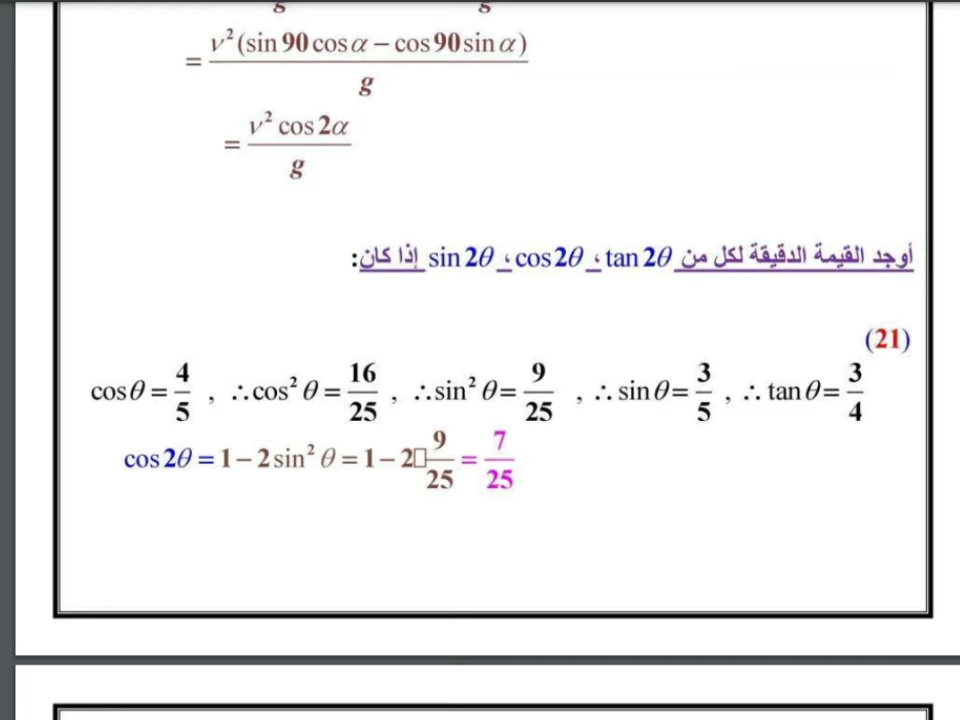 g g
= ν²(sin 90 cos α − cos 90 sin α) / g
= ν² cos 2α / g
أوجد القيمة الدقيقة لكل من tan 2θ ، cos 2θ ، sin 2θ إذا كان:
(21)
cos θ = 4/5 , ∴cos² θ = 16/25 , ∴sin² θ = 9/25 , ∴ sin θ = 3/5 , ∴ tan θ = 3/4
cos 2θ = 1 − 2 sin² θ = 1 − 2□9/25 = 7/25